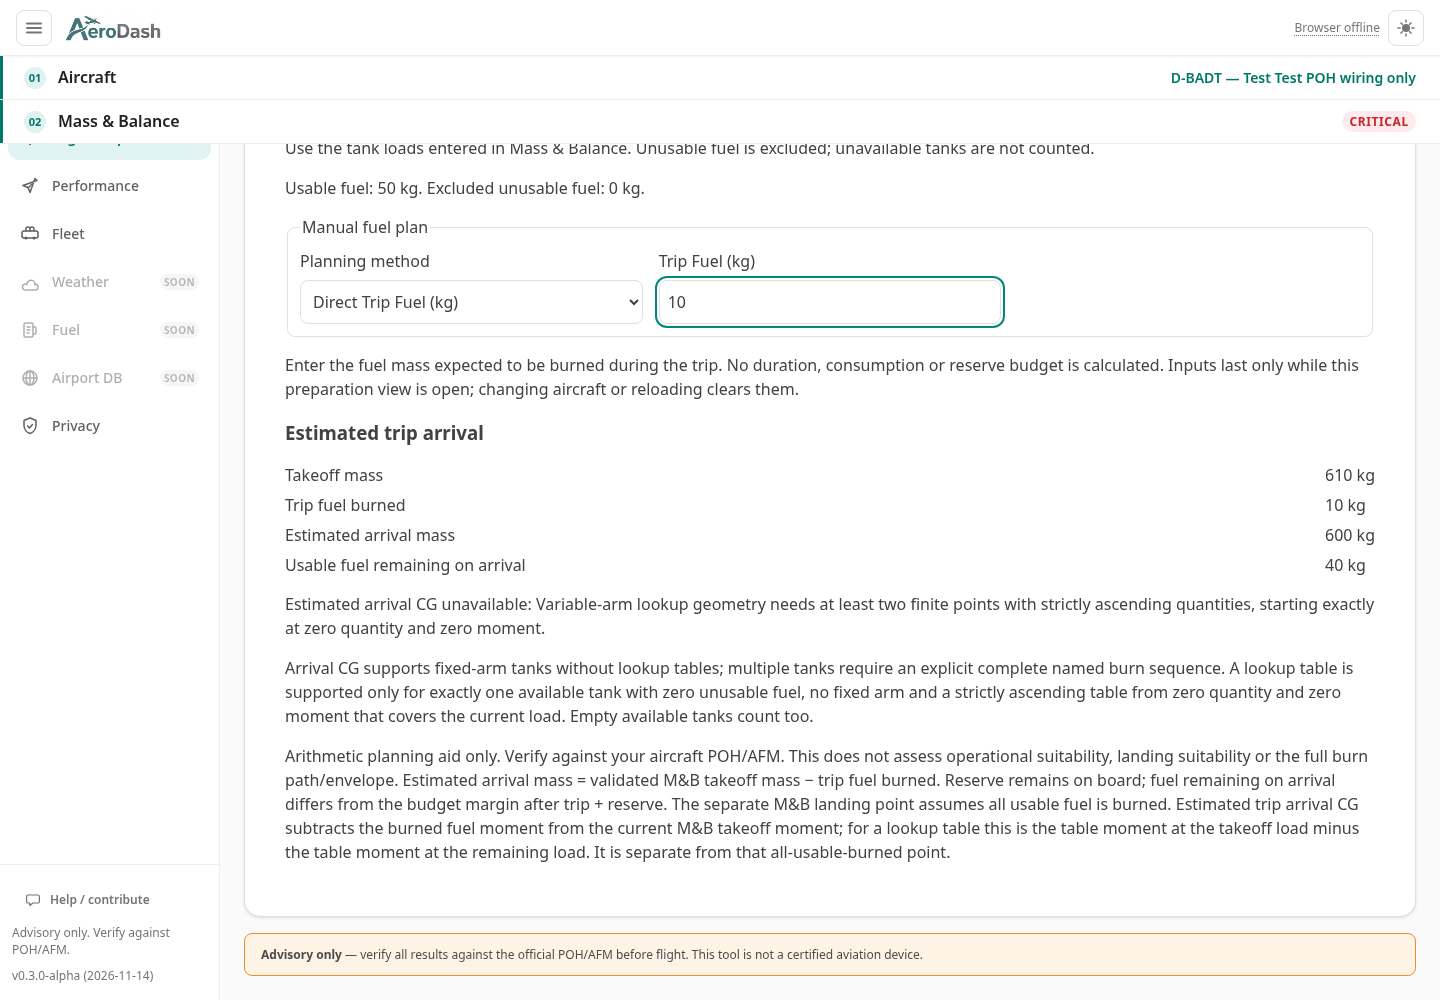 AeroDash
Browser offline
01 Aircraft
D-BADT — Test Test POH wiring only
02 Mass & Balance
CRITICAL
Performance
Fleet
Weather SOON
Fuel SOON
Airport DB SOON
Privacy
Help / contribute
Advisory only. Verify against
POH/AFM.
v0.3.0-alpha (2026-11-14)
Use the tank loads entered in Mass & Balance. Unusable fuel is excluded; unavailable tanks are not counted.
Usable fuel: 50 kg. Excluded unusable fuel: 0 kg.
Manual fuel plan
Planning method
Trip Fuel (kg)
Direct Trip Fuel (kg)
10
Enter the fuel mass expected to be burned during the trip. No duration, consumption or reserve budget is calculated. Inputs last only while this
preparation view is open; changing aircraft or reloading clears them.
Estimated trip arrival
Takeoff mass 610 kg
Trip fuel burned 10 kg
Estimated arrival mass 600 kg
Usable fuel remaining on arrival 40 kg
Estimated arrival CG unavailable: Variable-arm lookup geometry needs at least two finite points with strictly ascending quantities, starting exactly
at zero quantity and zero moment.
Arrival CG supports fixed-arm tanks without lookup tables; multiple tanks require an explicit complete named burn sequence. A lookup table is
supported only for exactly one available tank with zero unusable fuel, no fixed arm and a strictly ascending table from zero quantity and zero
moment that covers the current load. Empty available tanks count too.
Arithmetic planning aid only. Verify against your aircraft POH/AFM. This does not assess operational suitability, landing suitability or the full burn
path/envelope. Estimated arrival mass = validated M&B takeoff mass − trip fuel burned. Reserve remains on board; fuel remaining on arrival
differs from the budget margin after trip + reserve. The separate M&B landing point assumes all usable fuel is burned. Estimated trip arrival CG
subtracts the burned fuel moment from the current M&B takeoff moment; for a lookup table this is the table moment at the takeoff load minus
the table moment at the remaining load. It is separate from that all-usable-burned point.
Advisory only — verify all results against the official POH/AFM before flight. This tool is not a certified aviation device.